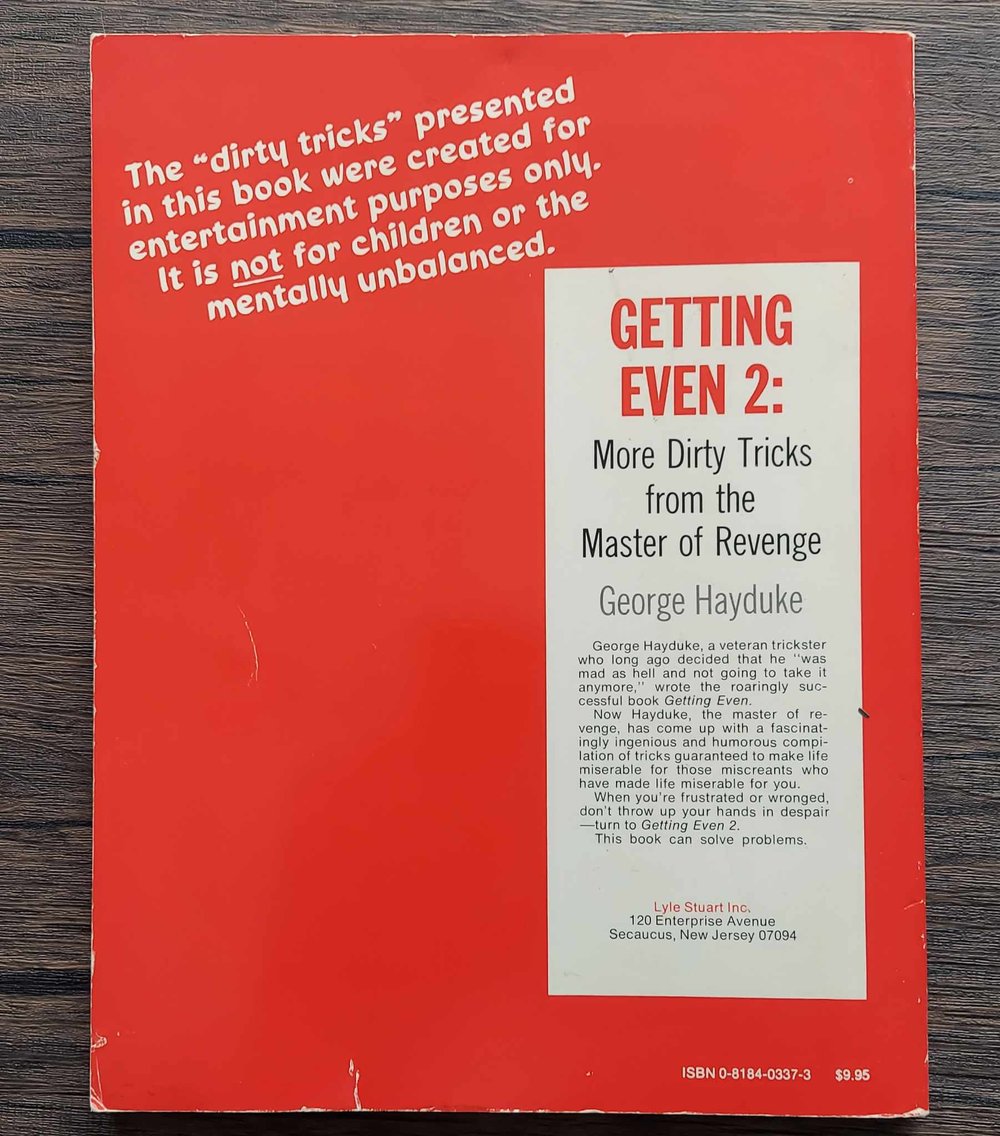 The “dirty tricks” presented
in this book were created for
entertainment purposes only.
It is not for children or the
mentally unbalanced.
GETTING
EVEN 2:
More Dirty Tricks
from the
Master of Revenge
George Hayduke
George Hayduke, a veteran trickster
who long ago decided that he ‘‘was
mad as hell and not going to take it
anymore,’’ wrote the roaringly suc-
cessful book Getting Even.
Now Hayduke, the master of re-
venge, has come up with a fascinat-
ingly ingenious and humorous compi-
lation of tricks guaranteed to make life
miserable for those miscreants who
have made life miserable for you.
When you're frustrated or wronged,
don't throw up your hands in despair
—turn to Getting Even 2.
This book can solve problems.
Lyle Stuart Inc.
120 Enterprise Avenue
Secaucus, New Jersey 07094
ISBN 0-8184-0337-3 $9.95